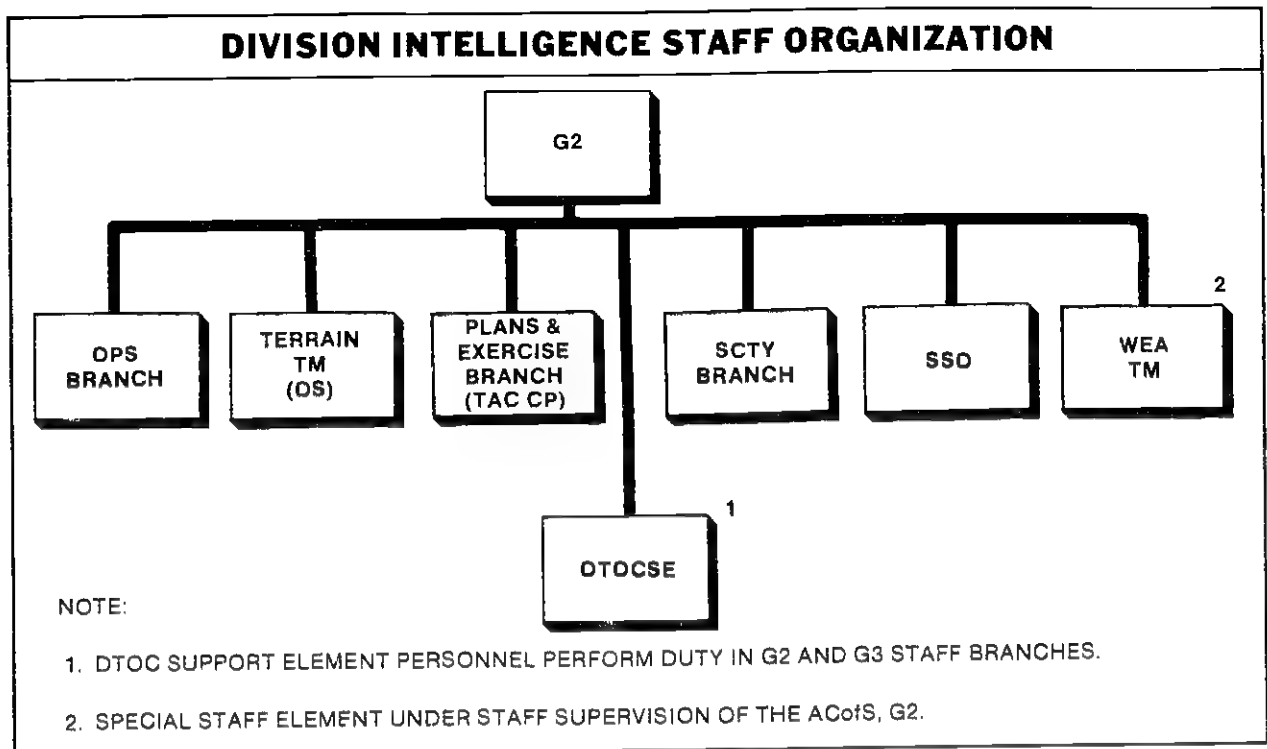 DIVISION INTELLIGENCE STAFF ORGANIZATION
G2
OPS
BRANCH
TERRAIN
TM
(DS)
PLANS &
EXERCISE
BRANCH
(TAC CP)
SCTY
BRANCH
SSO
2
WEA
TM
1
DTOCSE
NOTE:
1. DTOC SUPPORT ELEMENT PERSONNEL PERFORM DUTY IN G2 AND G3 STAFF BRANCHES.
2. SPECIAL STAFF ELEMENT UNDER STAFF SUPERVISION OF THE ACofS, G2.